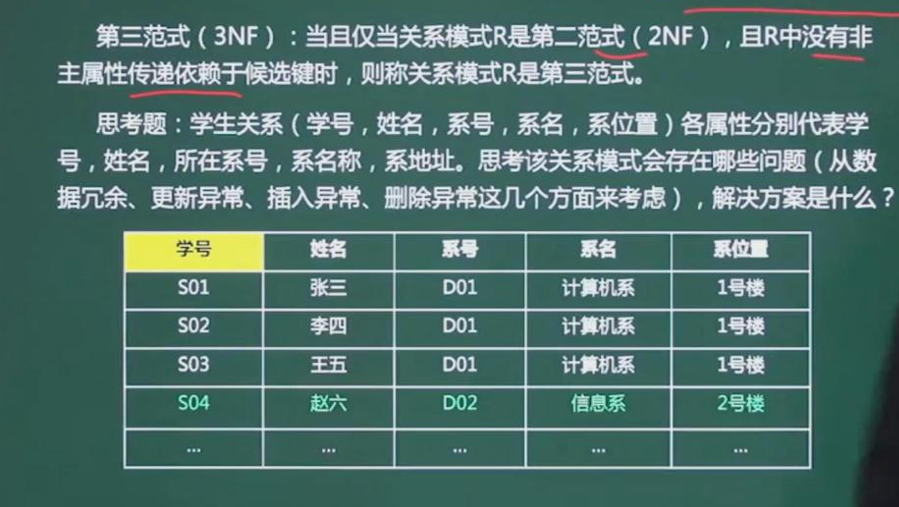 第三范式（3NF）：当且仅当关系模式R是第二范式（2NF），且R中没有非
主属性传递依赖于候选键时，则称关系模式R是第三范式。
思考题：学生关系（学号，姓名，系号，系名，系位置）各属性分别代表学
号，姓名，所在系号，系名称，系地址。思考该关系模式会存在哪些问题（从数
据冗余、更新异常、插入异常、删除异常这几个方面来考虑），解决方案是什么？
学号 姓名 系号 系名 系位置
S01 张三 D01 计算机系 1号楼
S02 李四 D01 计算机系 1号楼
S03 王五 D01 计算机系 1号楼
S04 赵六 D02 信息系 2号楼
... ... ... ... ...